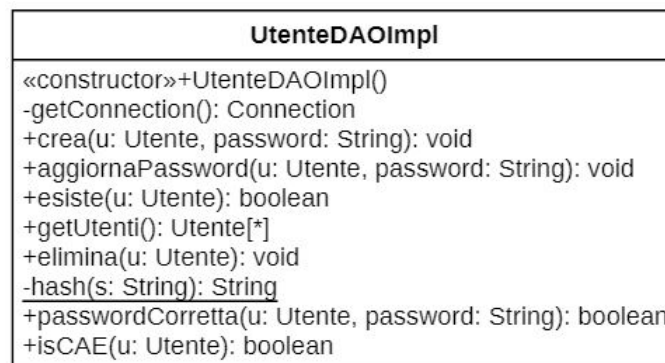 UtenteDAOImpl
«constructor»+UtenteDAOImpl()
-getConnection(): Connection
+crea(u: Utente, password: String): void
+aggiornaPassword(u: Utente, password: String): void
+esiste(u: Utente): boolean
+getUtenti(): Utente[*]
+elimina(u: Utente): void
-hash(s: String): String
+passwordCorretta(u: Utente, password: String): boolean
+isCAE(u: Utente): boolean